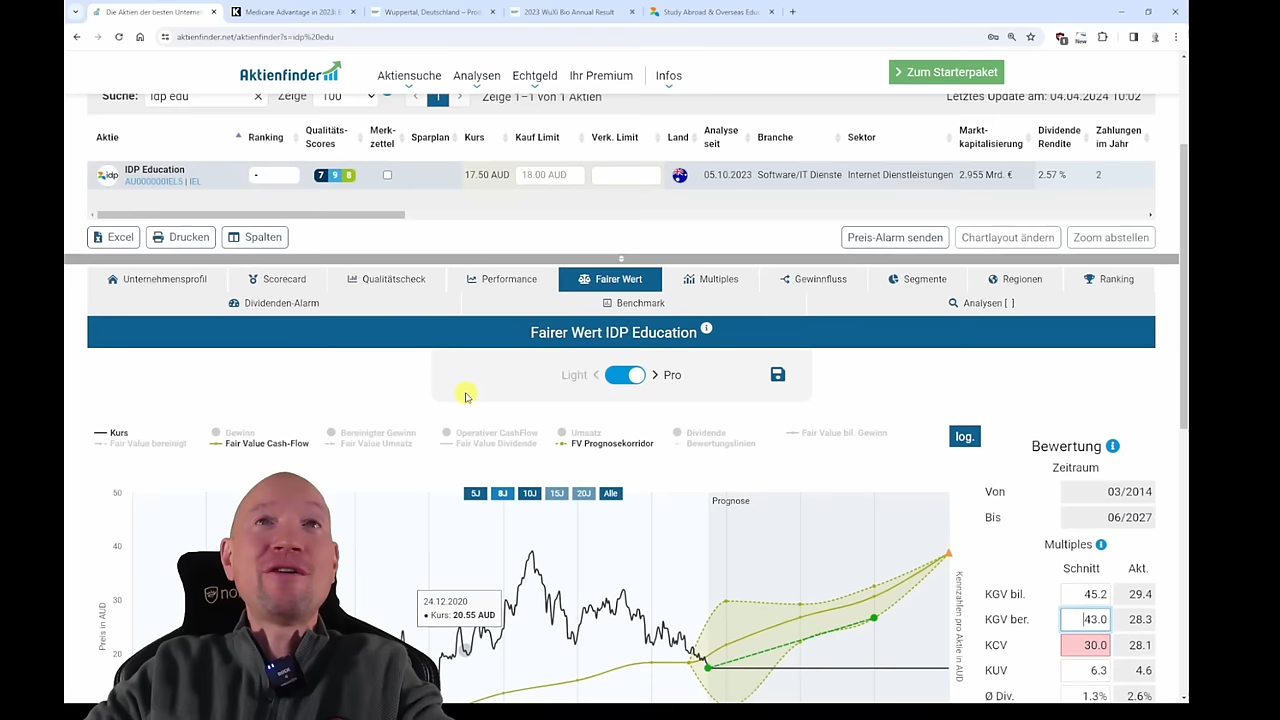 Die Aktien der besten Unterne
Medicare Advantage in 2023: E
Wuppertal, Deutschland – Pro
2023 WuXi Bio Annual Result
Study Abroad & Overseas Edu
aktienfinder.net/aktienfinder?s=idp%20edu
Aktienfinder
Aktiensuche
Analysen
Echtgeld
Ihr Premium
Infos
Zum Starterpaket
Suche: idp edu
Zeige 100
1
Zeige 1–1 von 1 Aktien
Letztes Update am: 04.04.2024 10:02
Aktie
Ranking
Qualitäts-
Scores
Merk-
zettel
Sparplan
Kurs
Kauf Limit
Verk. Limit
Land
Analyse
seit
Branche
Sektor
Markt-
kapitalisierung
Dividende
Rendite
Zahlungen
im Jahr
IDP Education
AU000000IEL5 | IEL
-
7 9 8
17.50 AUD
18.00 AUD
05.10.2023
Software/IT Dienste
Internet Dienstleistungen
2.955 Mrd. €
2.57 %
2
Excel
Drucken
Spalten
Preis-Alarm senden
Chartlayout ändern
Zoom abstellen
Unternehmensprofil
Scorecard
Qualitätscheck
Performance
Fairer Wert
Multiples
Gewinnfluss
Segmente
Regionen
Ranking
Dividenden-Alarm
Benchmark
Analysen [ ]
Fairer Wert IDP Education
Light
Pro
Kurs
Gewinn
Bereinigter Gewinn
Operativer CashFlow
Umsatz
Dividende
Fair Value bil. Gewinn
Fair Value bereinigt
Fair Value Cash-Flow
Fair Value Umsatz
Fair Value Dividende
FV Prognosekorridor
Bewertungslinien
log.
Bewertung
Zeitraum
Von 03/2014
Bis 06/2027
Multiples
Schnitt Akt.
KGV bil. 45.2 29.4
KGV ber. 43.0 28.3
KCV 30.0 28.1
KUV 6.3 4.6
Ø Div. 1.3% 2.6%
5J 8J 10J 15J 20J Alle
Prognose
50
40
30
20
Preis in AUD
Kennzahlen pro Aktie in AUD
24.12.2020
Kurs: 20.55 AUD